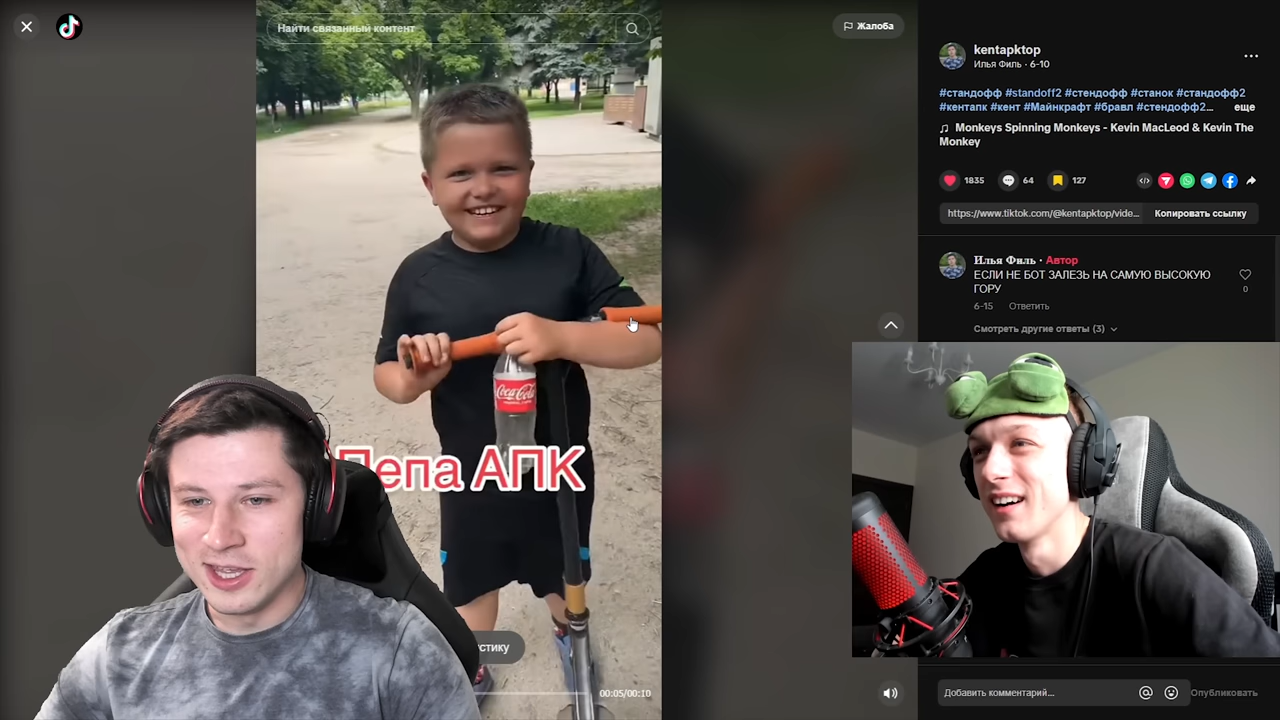 Найти связанный контент
Жалоба
kentapktop
Илья Филь · 6-10
#стандофф #standoff2 #стендофф #станок #стандофф2
#кентапк #кент #Майнкрафт #бравл #стендофф2... еще
Monkeys Spinning Monkeys - Kevin MacLeod & Kevin The
Monkey
1835 64 127
https://www.tiktok.com/@kentapktop/vide... Копировать ссылку
Илья Филь · Автор
ЕСЛИ НЕ БОТ ЗАЛЕЗЬ НА САМУЮ ВЫСОКУЮ
ГОРУ
0
6-15 Ответить
Смотреть другие ответы (3)
Coca-Cola
АПК
00:05/00:10
Добавить комментарий...
Опубликовать